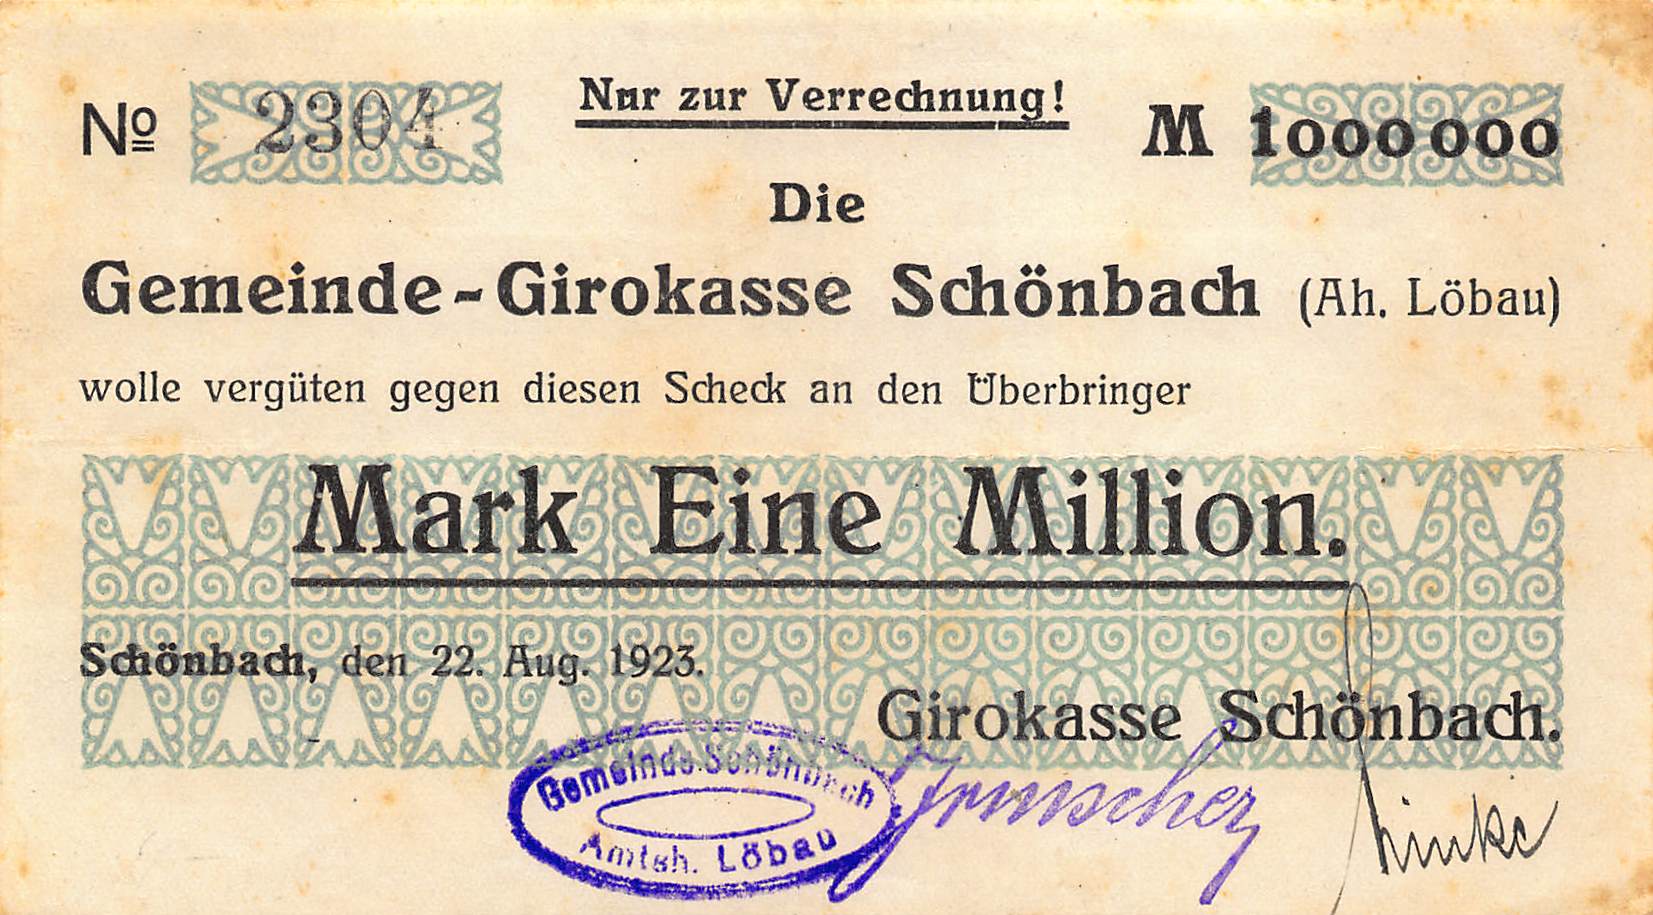 № 2304
Nur zur Verrechnung!
M 1000000
Die
Gemeinde-Girokasse Schönbach (Ah. Löbau)
wolle vergüten gegen diesen Scheck an den Überbringer
Mark Eine Million.
Schönbach, den 22. Aug. 1923.
Girokasse Schönbach.
Gemeinde Schönbach
Amtsh. Löbau